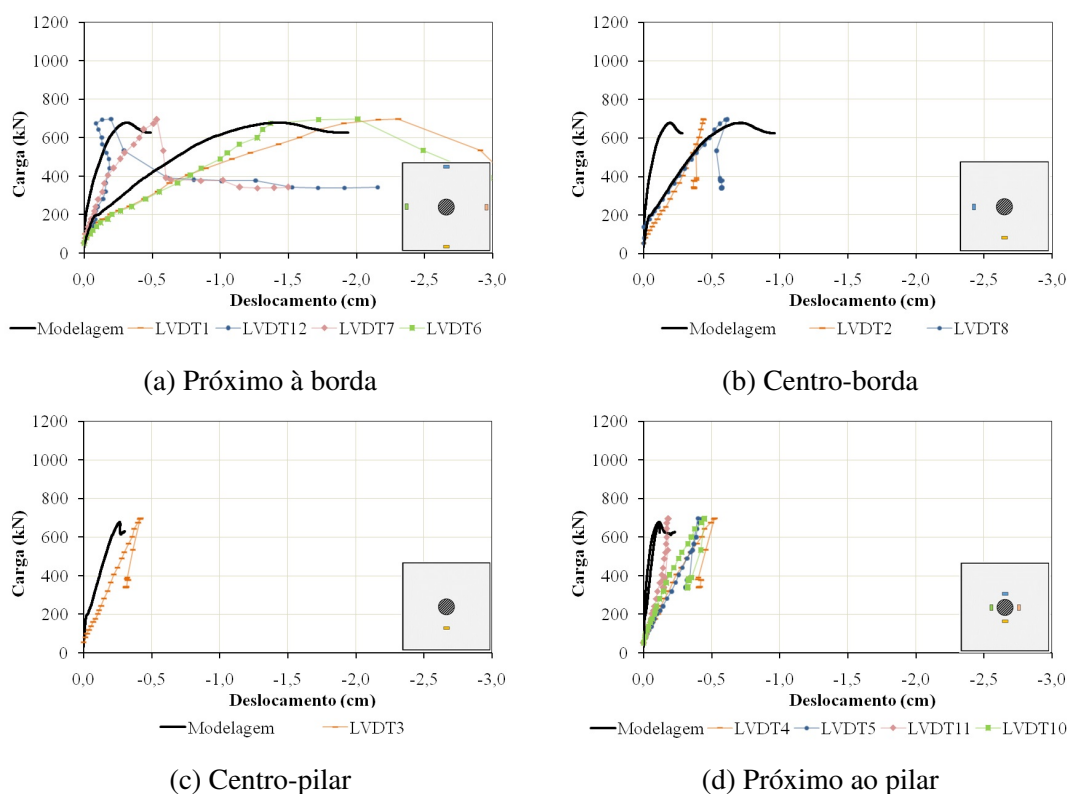 1200
1000
800
600
400
200
0
Carga (kN)
0,0 -0,5 -1,0 -1,5 -2,0 -2,5 -3,0
Deslocamento (cm)
Modelagem LVDT1 LVDT12 LVDT7 LVDT6
(a) Próximo à borda
1200
1000
800
600
400
200
0
Carga (kN)
0,0 -0,5 -1,0 -1,5 -2,0 -2,5 -3,0
Deslocamento (cm)
Modelagem LVDT2 LVDT8
(b) Centro-borda
1200
1000
800
600
400
200
0
Carga (kN)
0,0 -0,5 -1,0 -1,5 -2,0 -2,5 -3,0
Deslocamento (cm)
Modelagem LVDT3
(c) Centro-pilar
1200
1000
800
600
400
200
0
Carga (kN)
0,0 -0,5 -1,0 -1,5 -2,0 -2,5 -3,0
Deslocamento (cm)
Modelagem LVDT4 LVDT5 LVDT11 LVDT10
(d) Próximo ao pilar